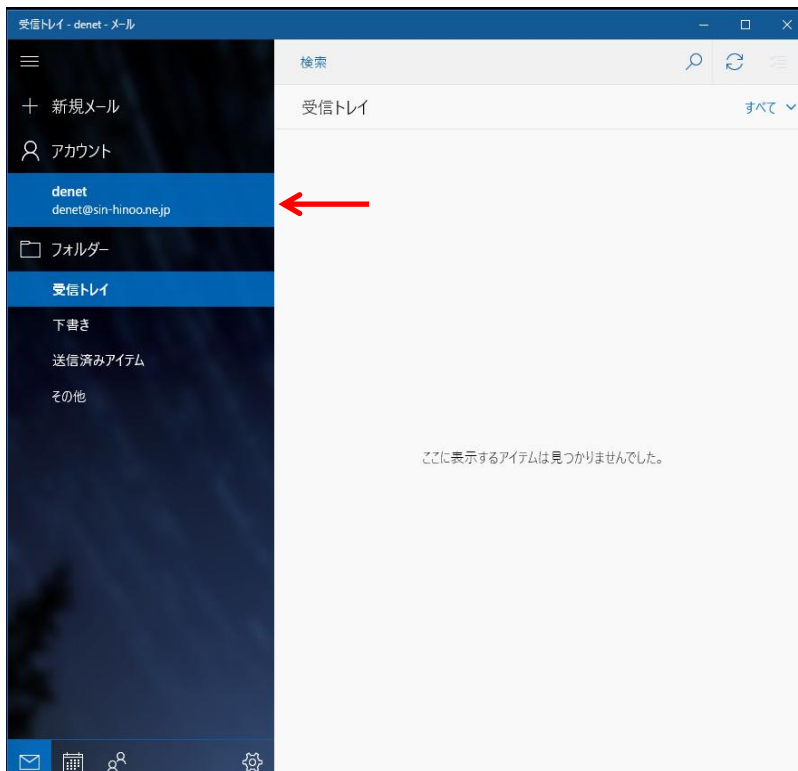 受信トレイ - denet - メール
検索
新規メール
受信トレイ
すべて
アカウント
denet
denet@sin-hinoo.ne.jp
フォルダー
受信トレイ
下書き
送信済みアイテム
その他
ここに表示するアイテムは見つかりませんでした。